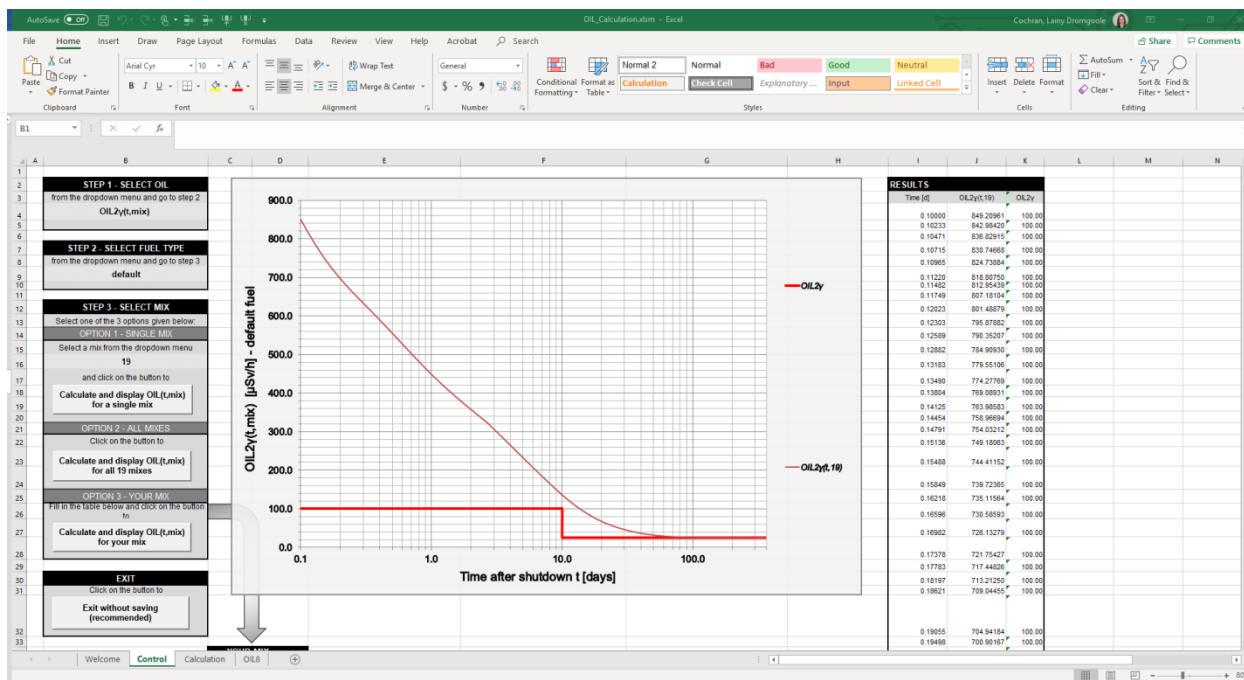 AutoSave Off
OIL_Calculation.xlsm - Excel
Cochran, Lainy Dromgoole
File Home Insert Draw Page Layout Formulas Data Review View Help Acrobat Search
Share Comments
Paste
Cut
Copy
Format Painter
Clipboard
Arial Cyr 10
B I U
Font
Wrap Text
Merge & Center
Alignment
General
$ % 9
Number
Conditional Formatting
Format as Table
Normal 2 Normal Bad Good Neutral
Calculation Check Cell Explanatory ... Input Linked Cell
Styles
Insert Delete Format
Cells
AutoSum
Fill
Clear
Sort & Filter
Find & Select
Editing
B1
fx
A B C D E F G H I J K L M N
STEP 1 - SELECT OIL
from the dropdown menu and go to step 2
OIL2γ(t,mix)
STEP 2 - SELECT FUEL TYPE
from the dropdown menu and go to step 3
default
STEP 3 - SELECT MIX
Select one of the 3 options given below:
OPTION 1 - SINGLE MIX
Select a mix from the dropdown menu
19
and click on the button to
Calculate and display OIL(t,mix)
for a single mix
OPTION 2 - ALL MIXES
Click on the button to
Calculate and display OIL(t,mix)
for all 19 mixes
OPTION 3 - YOUR MIX
Fill in the table below and click on the button
to
Calculate and display OIL(t,mix)
for your mix
EXIT
Click on the button to
Exit without saving
(recommended)
OIL2γ(t,mix) [µSv/h] - default fuel
900.0
800.0
700.0
600.0
500.0
400.0
300.0
200.0
100.0
0.0
0.1 1.0 10.0 100.0
Time after shutdown t [days]
OIL2γ
OIL2γ(t,19)
RESULTS
Time [d] OIL2γ(t,19) OIL2γ
0.10000 849.20961 100.00
0.10233 842.98420 100.00
0.10471 836.82915 100.00
0.10715 830.74668 100.00
0.10965 824.73884 100.00
0.11220 818.80750 100.00
0.11482 812.95439 100.00
0.11749 807.18104 100.00
0.12023 801.48879 100.00
0.12303 795.87882 100.00
0.12589 790.35207 100.00
0.12882 784.90930 100.00
0.13183 779.55106 100.00
0.13490 774.27769 100.00
0.13804 769.08931 100.00
0.14125 763.98583 100.00
0.14454 758.96694 100.00
0.14791 754.03212 100.00
0.15136 749.18063 100.00
0.15488 744.41152 100.00
0.15849 739.72365 100.00
0.16218 735.11564 100.00
0.16596 730.58593 100.00
0.16982 726.13279 100.00
0.17378 721.75427 100.00
0.17783 717.44826 100.00
0.18197 713.21250 100.00
0.18621 709.04455 100.00
0.19055 704.94184 100.00
0.19498 700.90167 100.00
Welcome Control Calculation OIL8